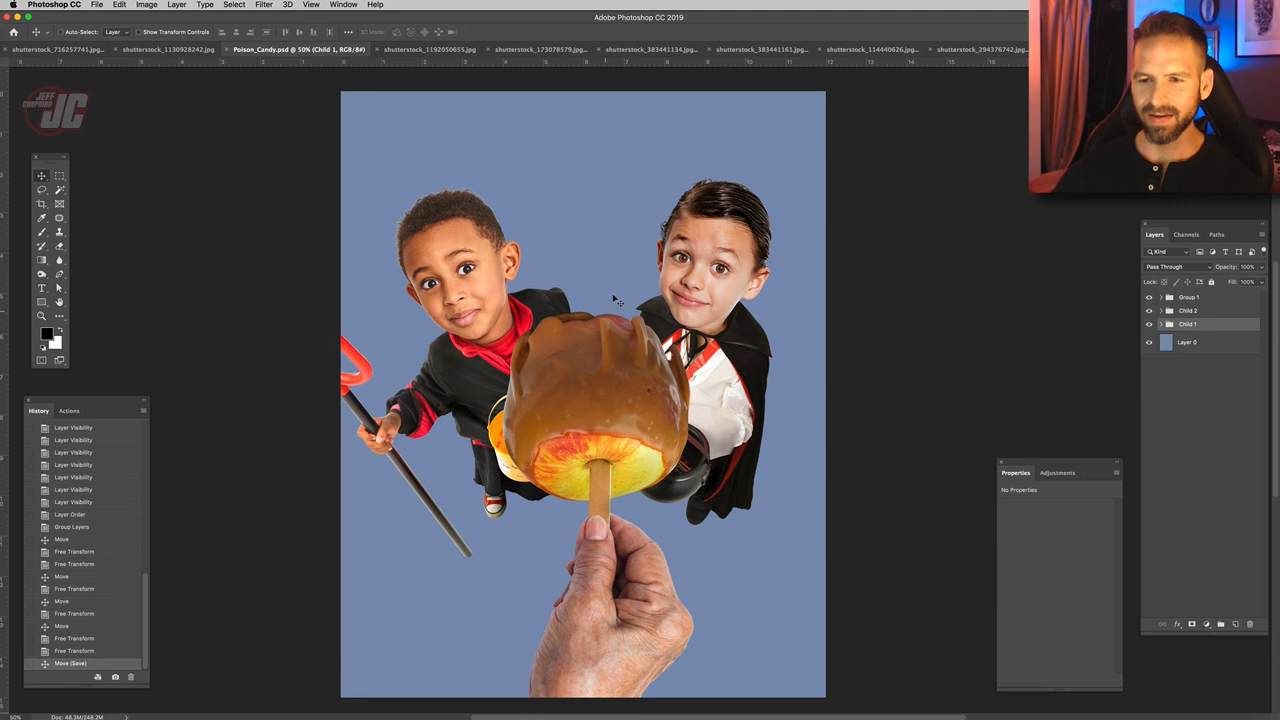 Photoshop CC File Edit Image Layer Type Select Filter 3D View Window Help
Adobe Photoshop CC 2019
Auto-Select: Layer Show Transform Controls
shutterstock_716257741.jpg... shutterstock_1130928242.jpg Poison_Candy.psd @ 50% (Child 1, RGB/8#) shutterstock_1192050655.jpg shutterstock_173078579.jpg... shutterstock_383441134.jpg... shutterstock_383441161.jpg... shutterstock_114440626.jpg... shutterstock_294376742.jpg...
JEFF
CHAPMAN
JC
Layers Channels Paths
Kind
Pass Through Opacity: 100%
Lock: Fill: 100%
Group 1
Child 2
Child 1
Layer 0
History Actions
Layer Visibility
Layer Visibility
Layer Visibility
Layer Visibility
Layer Visibility
Layer Visibility
Layer Visibility
Layer Order
Group Layers
Move
Free Transform
Free Transform
Move
Free Transform
Move
Free Transform
Move
Free Transform
Free Transform
Move (Save)
Properties Adjustments
No Properties
50% Doc: 46.3M/248.2M